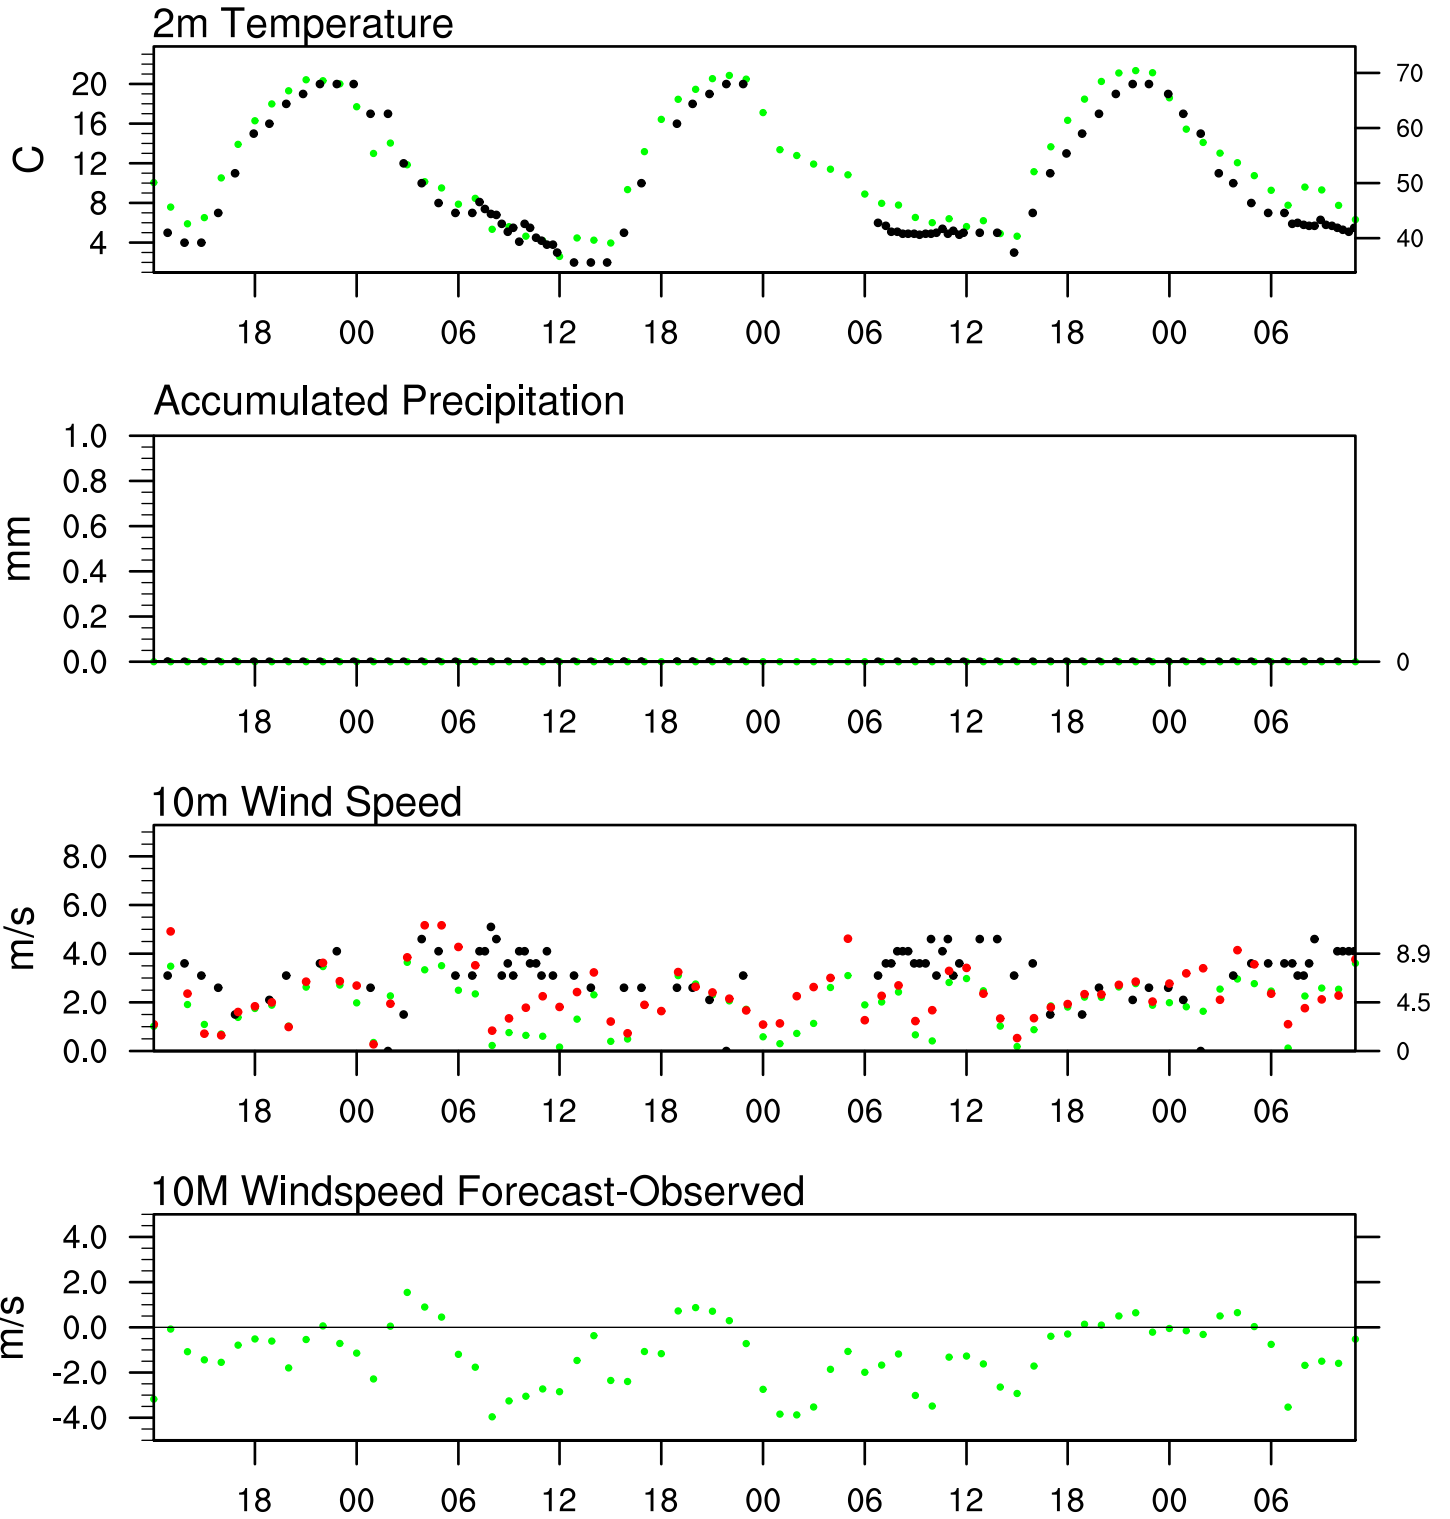 2m Temperature
20
16
12
8
4
C
70
60
50
40
18 00 06 12 18 00 06 12 18 00 06
Accumulated Precipitation
1.0
0.8
0.6
0.4
0.2
0.0
mm
0
18 00 06 12 18 00 06 12 18 00 06
10m Wind Speed
8.0
6.0
4.0
2.0
0.0
m/s
8.9
4.5
0
18 00 06 12 18 00 06 12 18 00 06
10M Windspeed Forecast-Observed
4.0
2.0
0.0
-2.0
-4.0
m/s
18 00 06 12 18 00 06 12 18 00 06